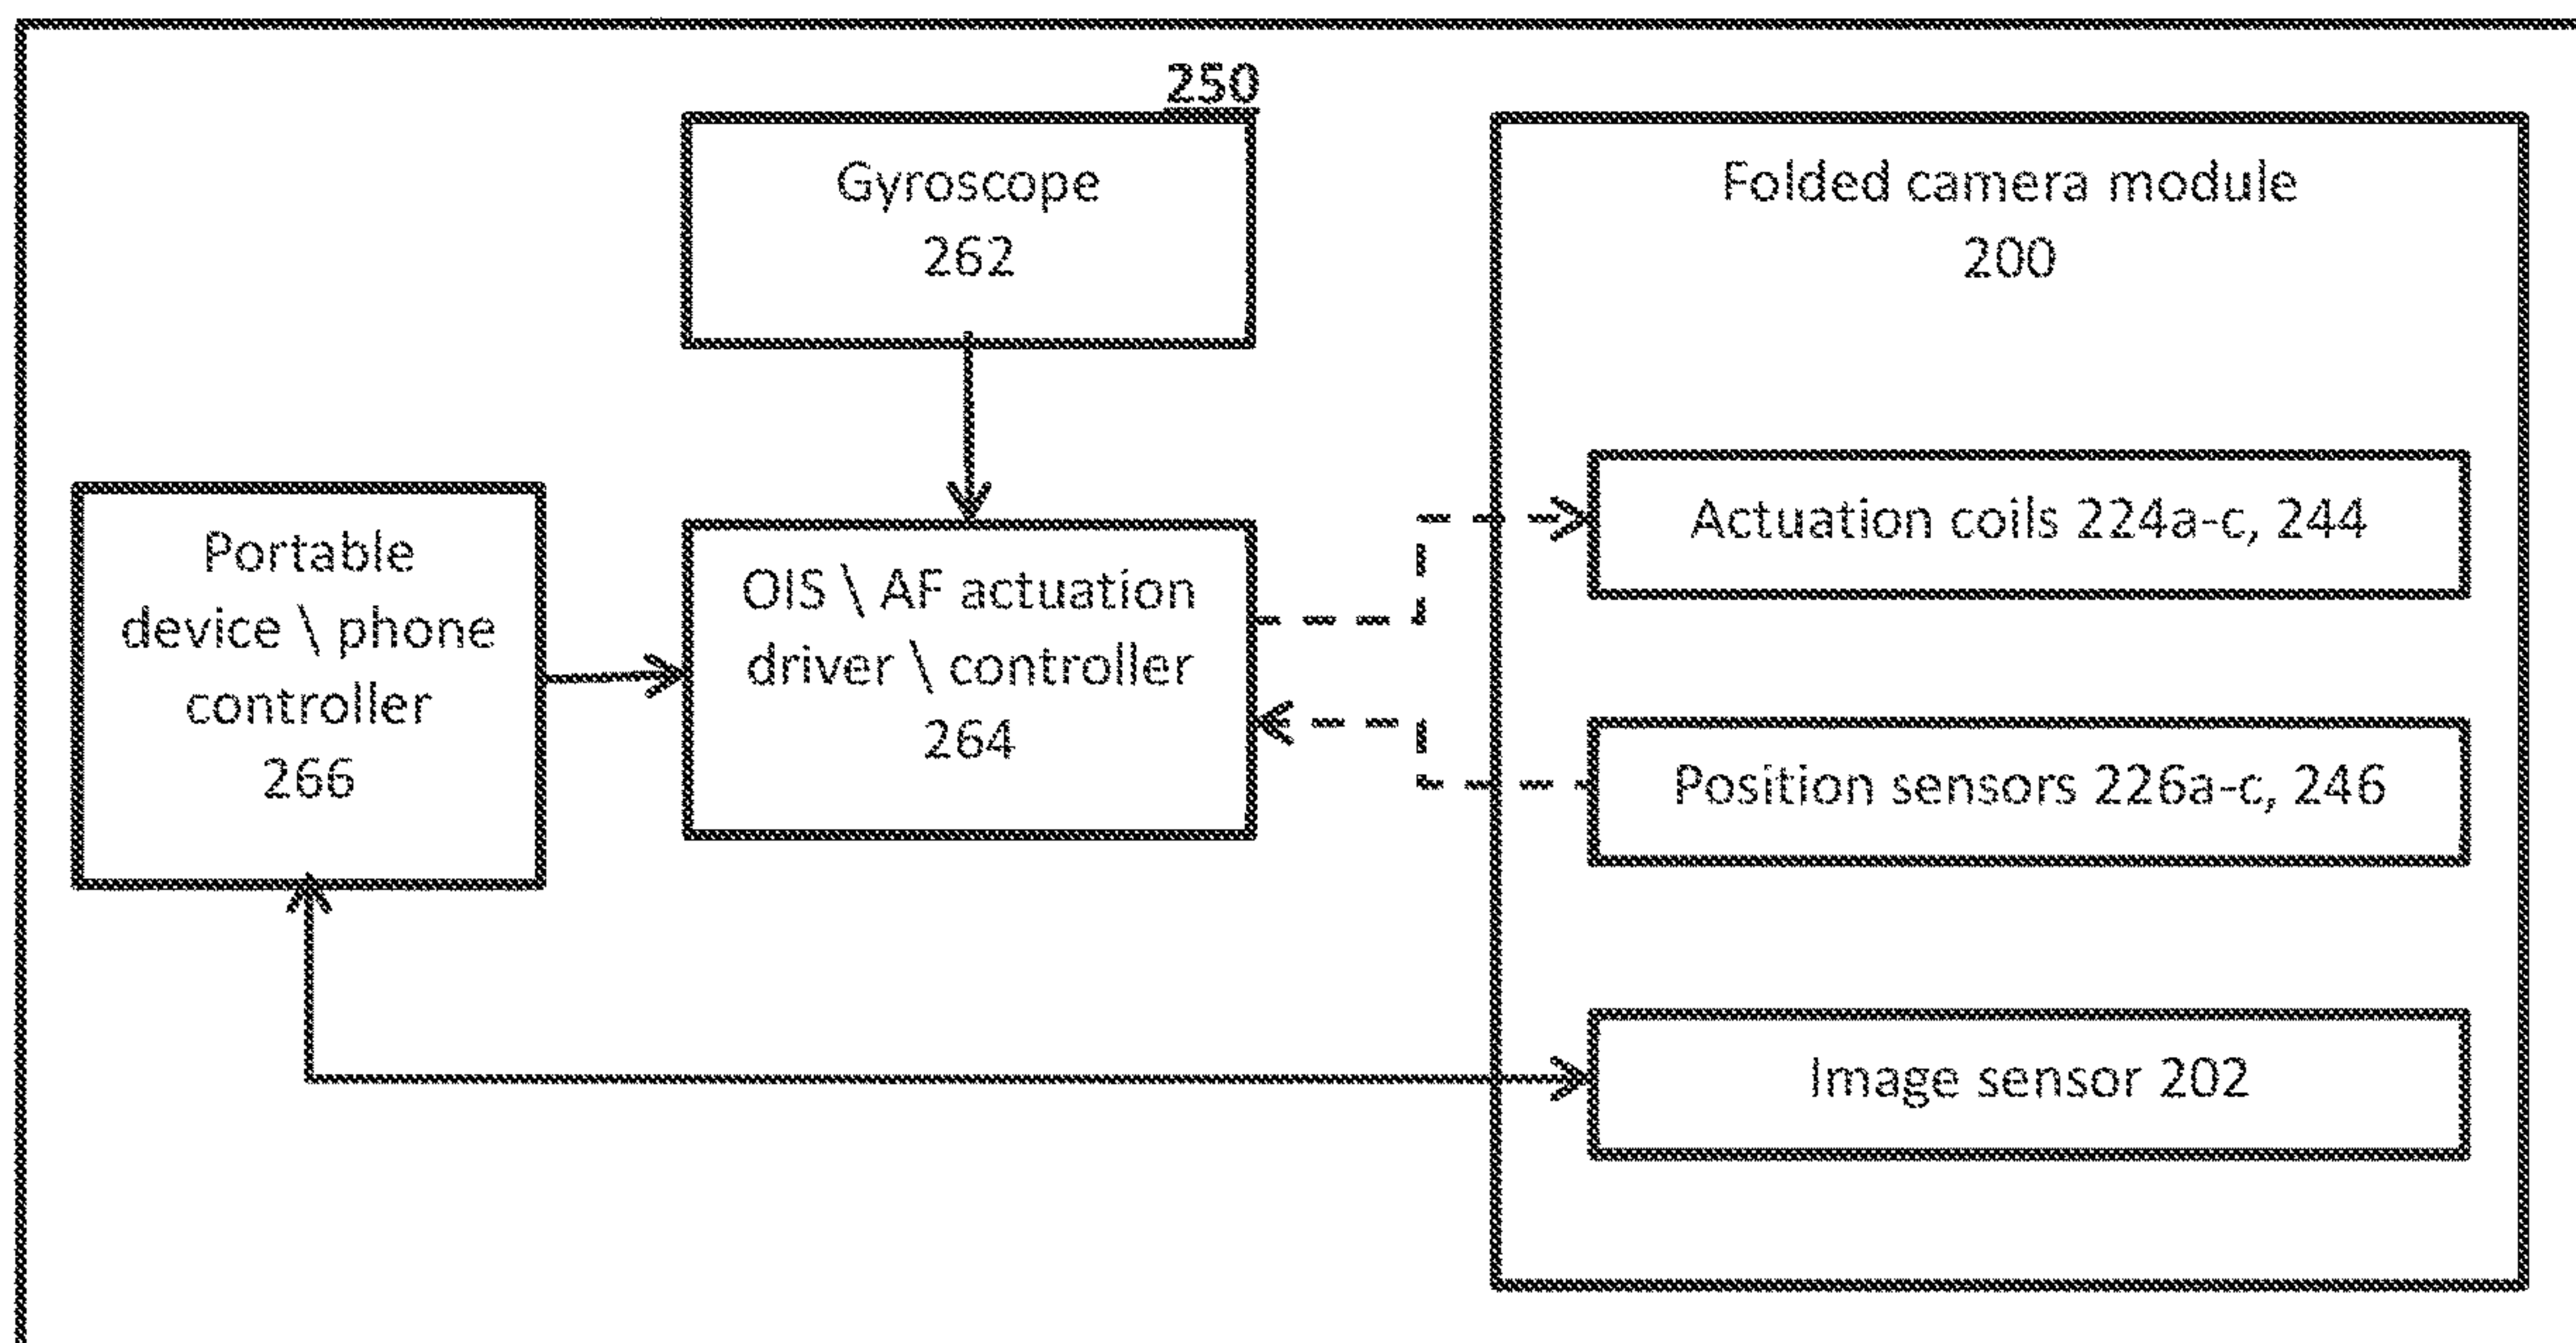 250
Gyroscope
262
Folded camera module
200
Portable
device \ phone
controller
266
OIS \ AF actuation
driver \ controller
264
Actuation coils 224a-c, 244
Position sensors 226a-c, 246
Image sensor 202